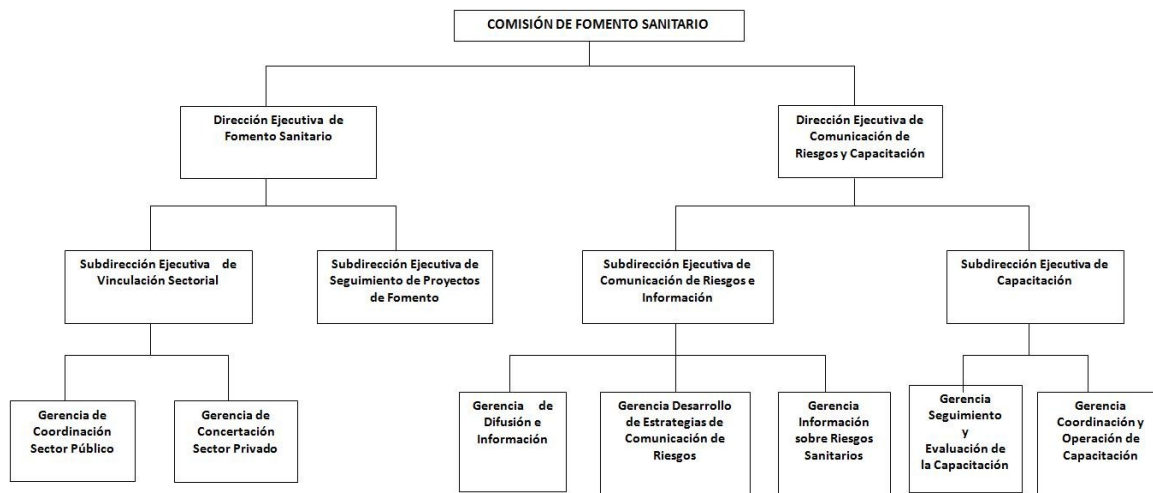 COMISIÓN DE FOMENTO SANITARIO
Dirección Ejecutiva de
Fomento Sanitario
Dirección Ejecutiva de
Comunicación de
Riesgos y Capacitación
Subdirección Ejecutiva de
Vinculación Sectorial
Subdirección Ejecutiva de
Seguimiento de Proyectos
de Fomento
Subdirección Ejecutiva de
Comunicación de Riesgos e
Información
Subdirección Ejecutiva de
Capacitación
Gerencia de
Coordinación
Sector Público
Gerencia de
Concertación
Sector Privado
Gerencia de
Difusión e
Información
Gerencia Desarrollo
de Estrategias de
Comunicación de
Riesgos
Gerencia
Información
sobre Riesgos
Sanitarios
Gerencia
Seguimiento
y
Evaluación de
la Capacitación
Gerencia
Coordinación y
Operación de
Capacitación